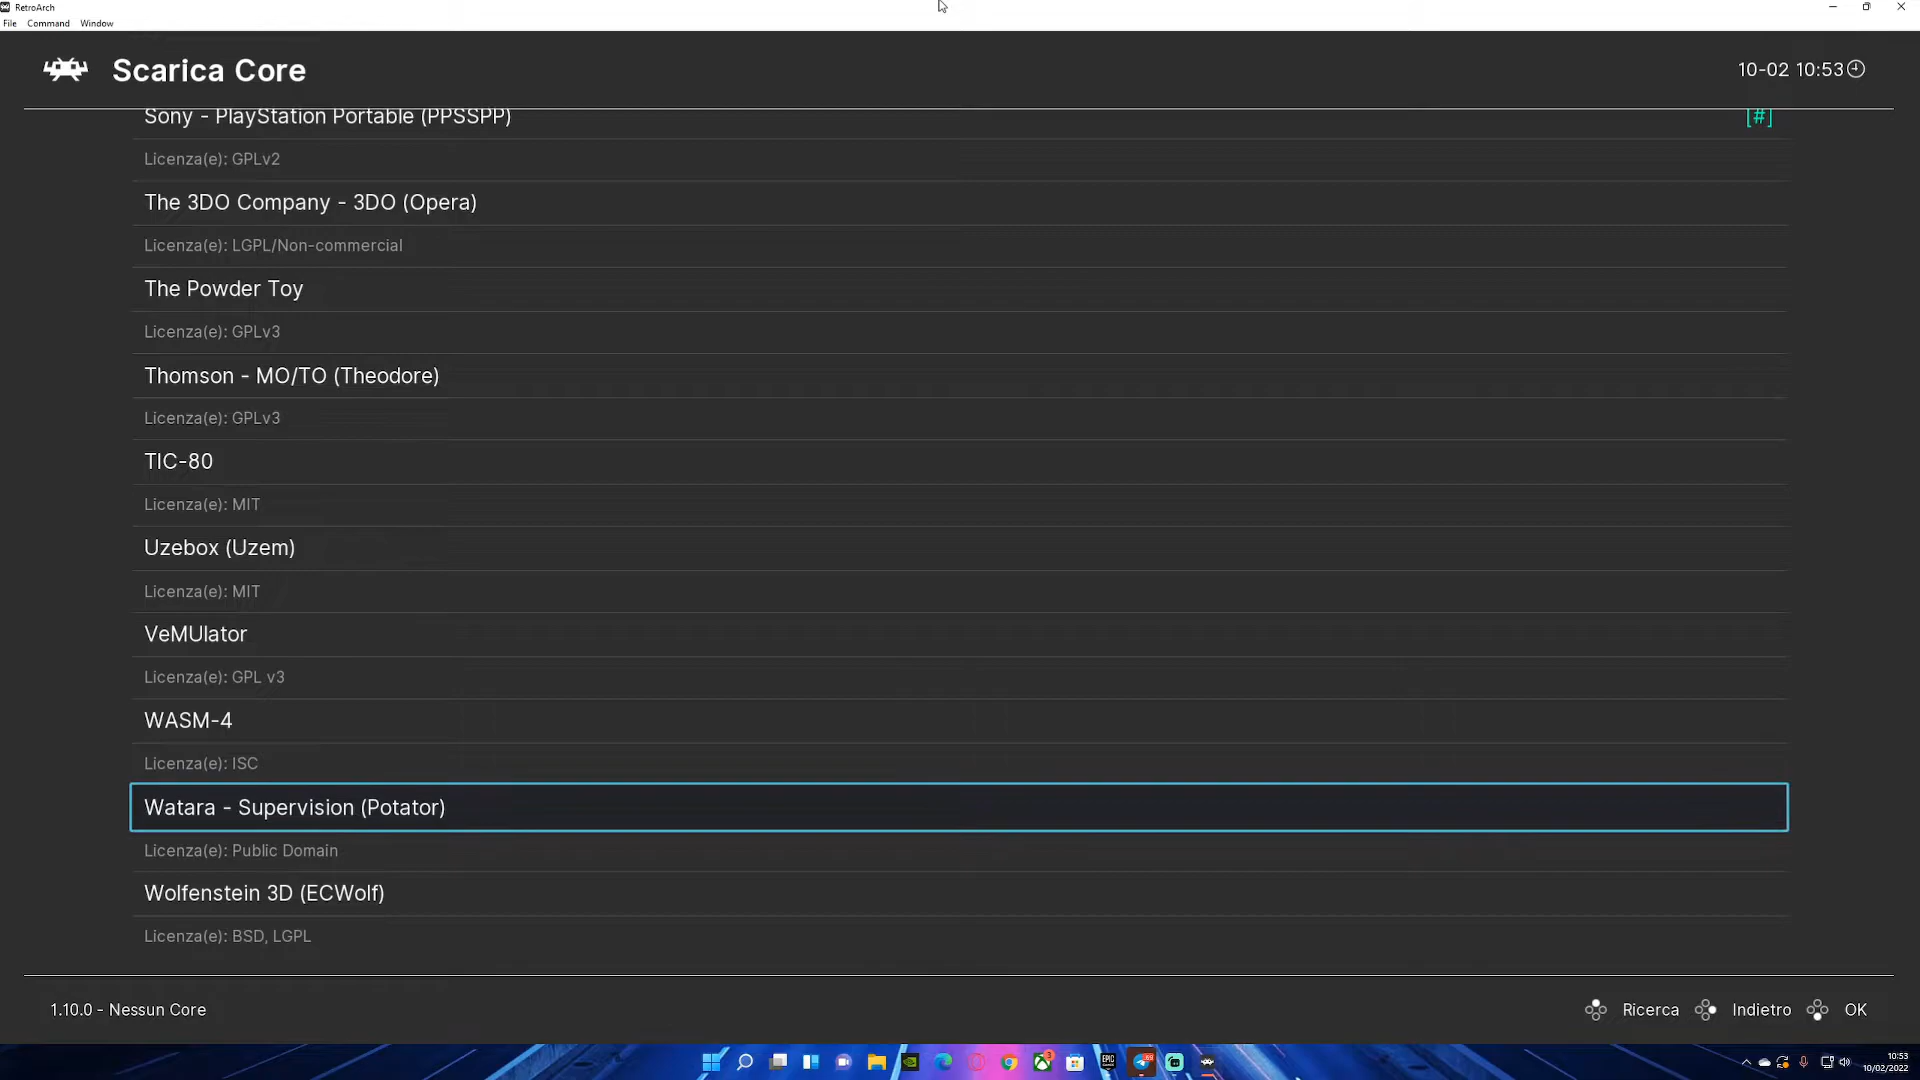 RetroArch
File Command Window
Scarica Core
10-02 10:53
Sony - PlayStation Portable (PPSSPP) [#]
Licenza(e): GPLv2
The 3DO Company - 3DO (Opera)
Licenza(e): LGPL/Non-commercial
The Powder Toy
Licenza(e): GPLv3
Thomson - MO/TO (Theodore)
Licenza(e): GPLv3
TIC-80
Licenza(e): MIT
Uzebox (Uzem)
Licenza(e): MIT
VeMUlator
Licenza(e): GPL v3
WASM-4
Licenza(e): ISC
Watara - Supervision (Potator)
Licenza(e): Public Domain
Wolfenstein 3D (ECWolf)
Licenza(e): BSD, LGPL
1.10.0 - Nessun Core
Ricerca Indietro OK
10:53
10/02/2022